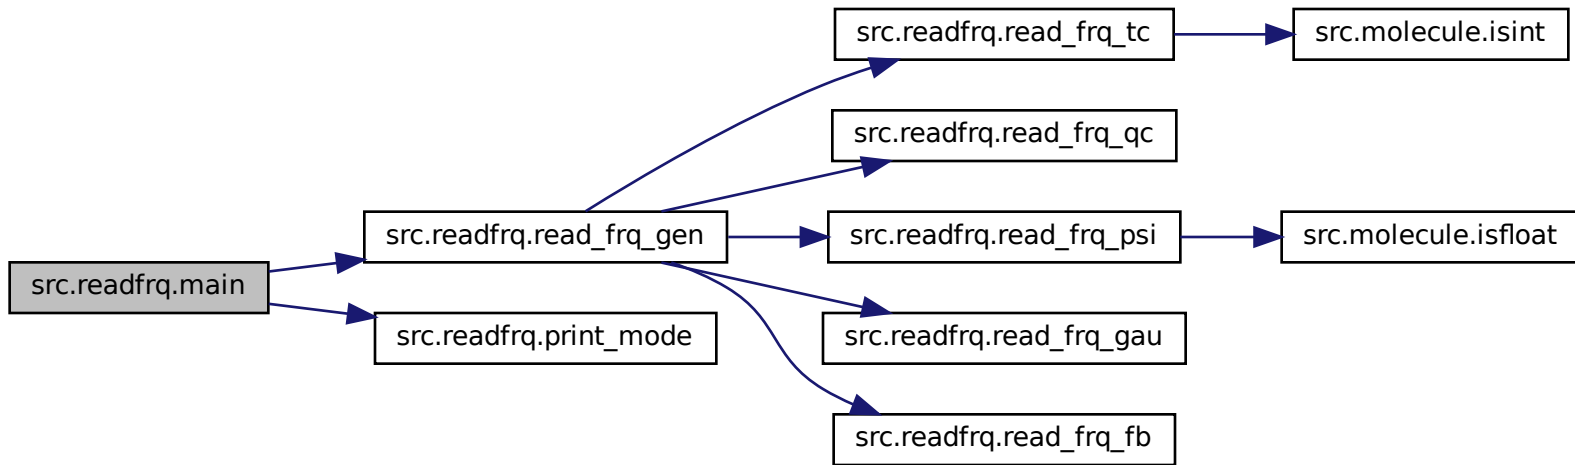 src.readfrq.read_frq_tc
src.molecule.isint
src.readfrq.read_frq_qc
src.readfrq.read_frq_gen
src.readfrq.read_frq_psi
src.molecule.isfloat
src.readfrq.main
src.readfrq.print_mode
src.readfrq.read_frq_gau
src.readfrq.read_frq_fb